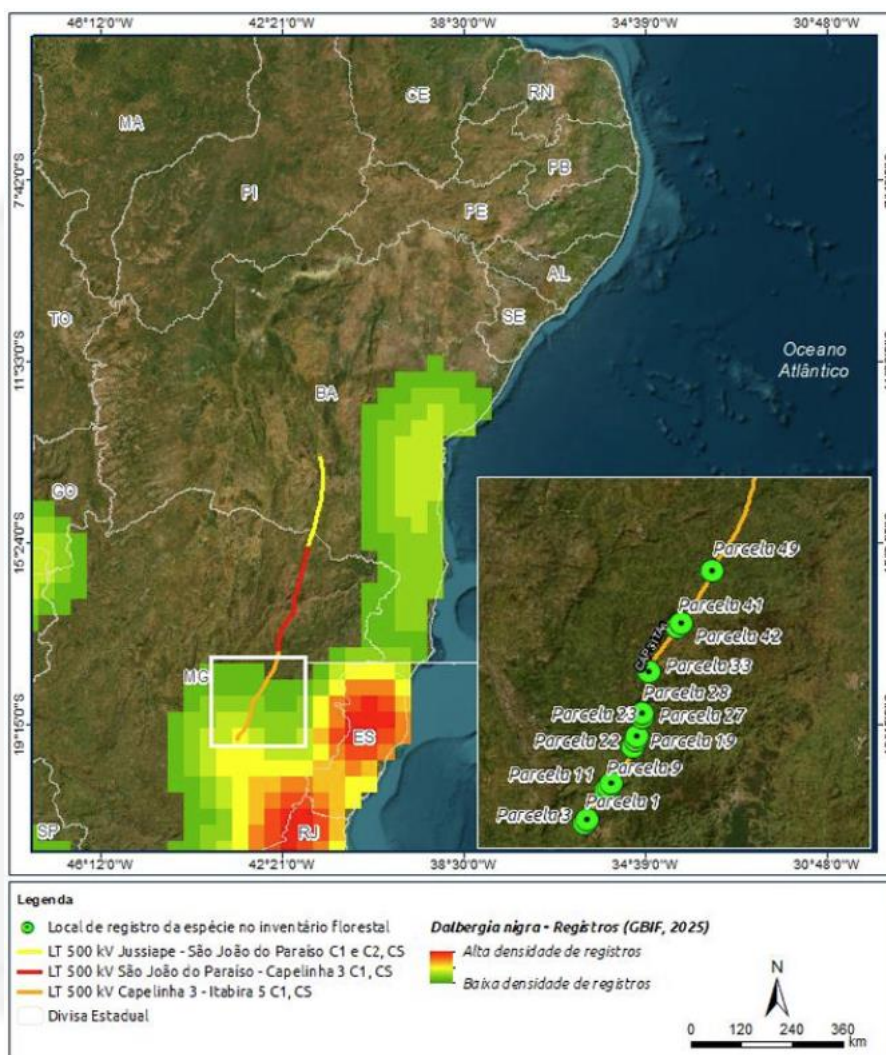 46°12'0"O 42°21'0"O 38°30'0"O 34°39'0"O 30°48'0"O
CE
RN
MA
PB
7°42'0"S
PI
PE
AL
TO
SE
11°33'0"S
Oceano
Atlântico
BA
GO
15°24'0"S
Parcela 49
Parcela 41
Parcela 42
Parcela 33
MG
Parcela 28
19°15'0"S
Parcela 23 Parcela 27
ES
Parcela 22 Parcela 19
Parcela 9
Parcela 11
Parcela 1
Parcela 3
SP
RJ
46°12'0"O 42°21'0"O 38°30'0"O 34°39'0"O 30°48'0"O
Legenda
Local de registro da espécie no inventário florestal
LT 500 kV Jussiape - São João do Paraíso C1 e C2, CS
LT 500 kV São João do Paraíso - Capelinha 3 C1, CS
LT 500 kV Capelinha 3 - Itabira 5 C1, CS
Divisa Estadual
Dalbergia nigra - Registros (GBIF, 2025)
Alta densidade de registros
Baixa densidade de registros
N
0 120 240 360
km